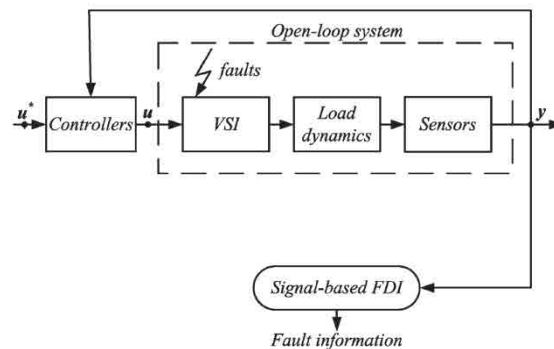 Open-loop system
faults
u*
Controllers
u
VSI
Load
dynamics
Sensors
y
Signal-based FDI
Fault information